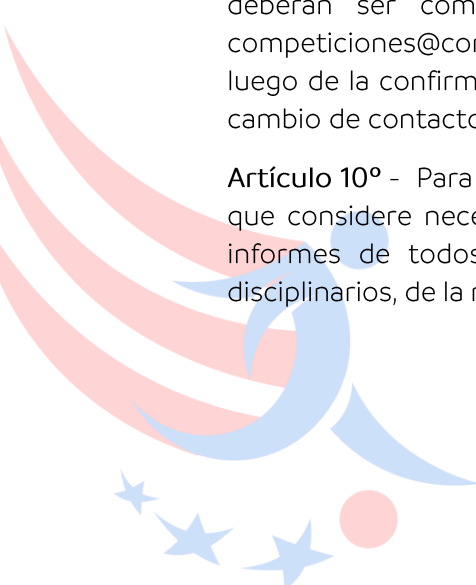 deberán ser com
competiciones@con
luego de la confirm
cambio de contacto
Artículo 10º - Para
que considere nece
informes de todos
disciplinarios, de la